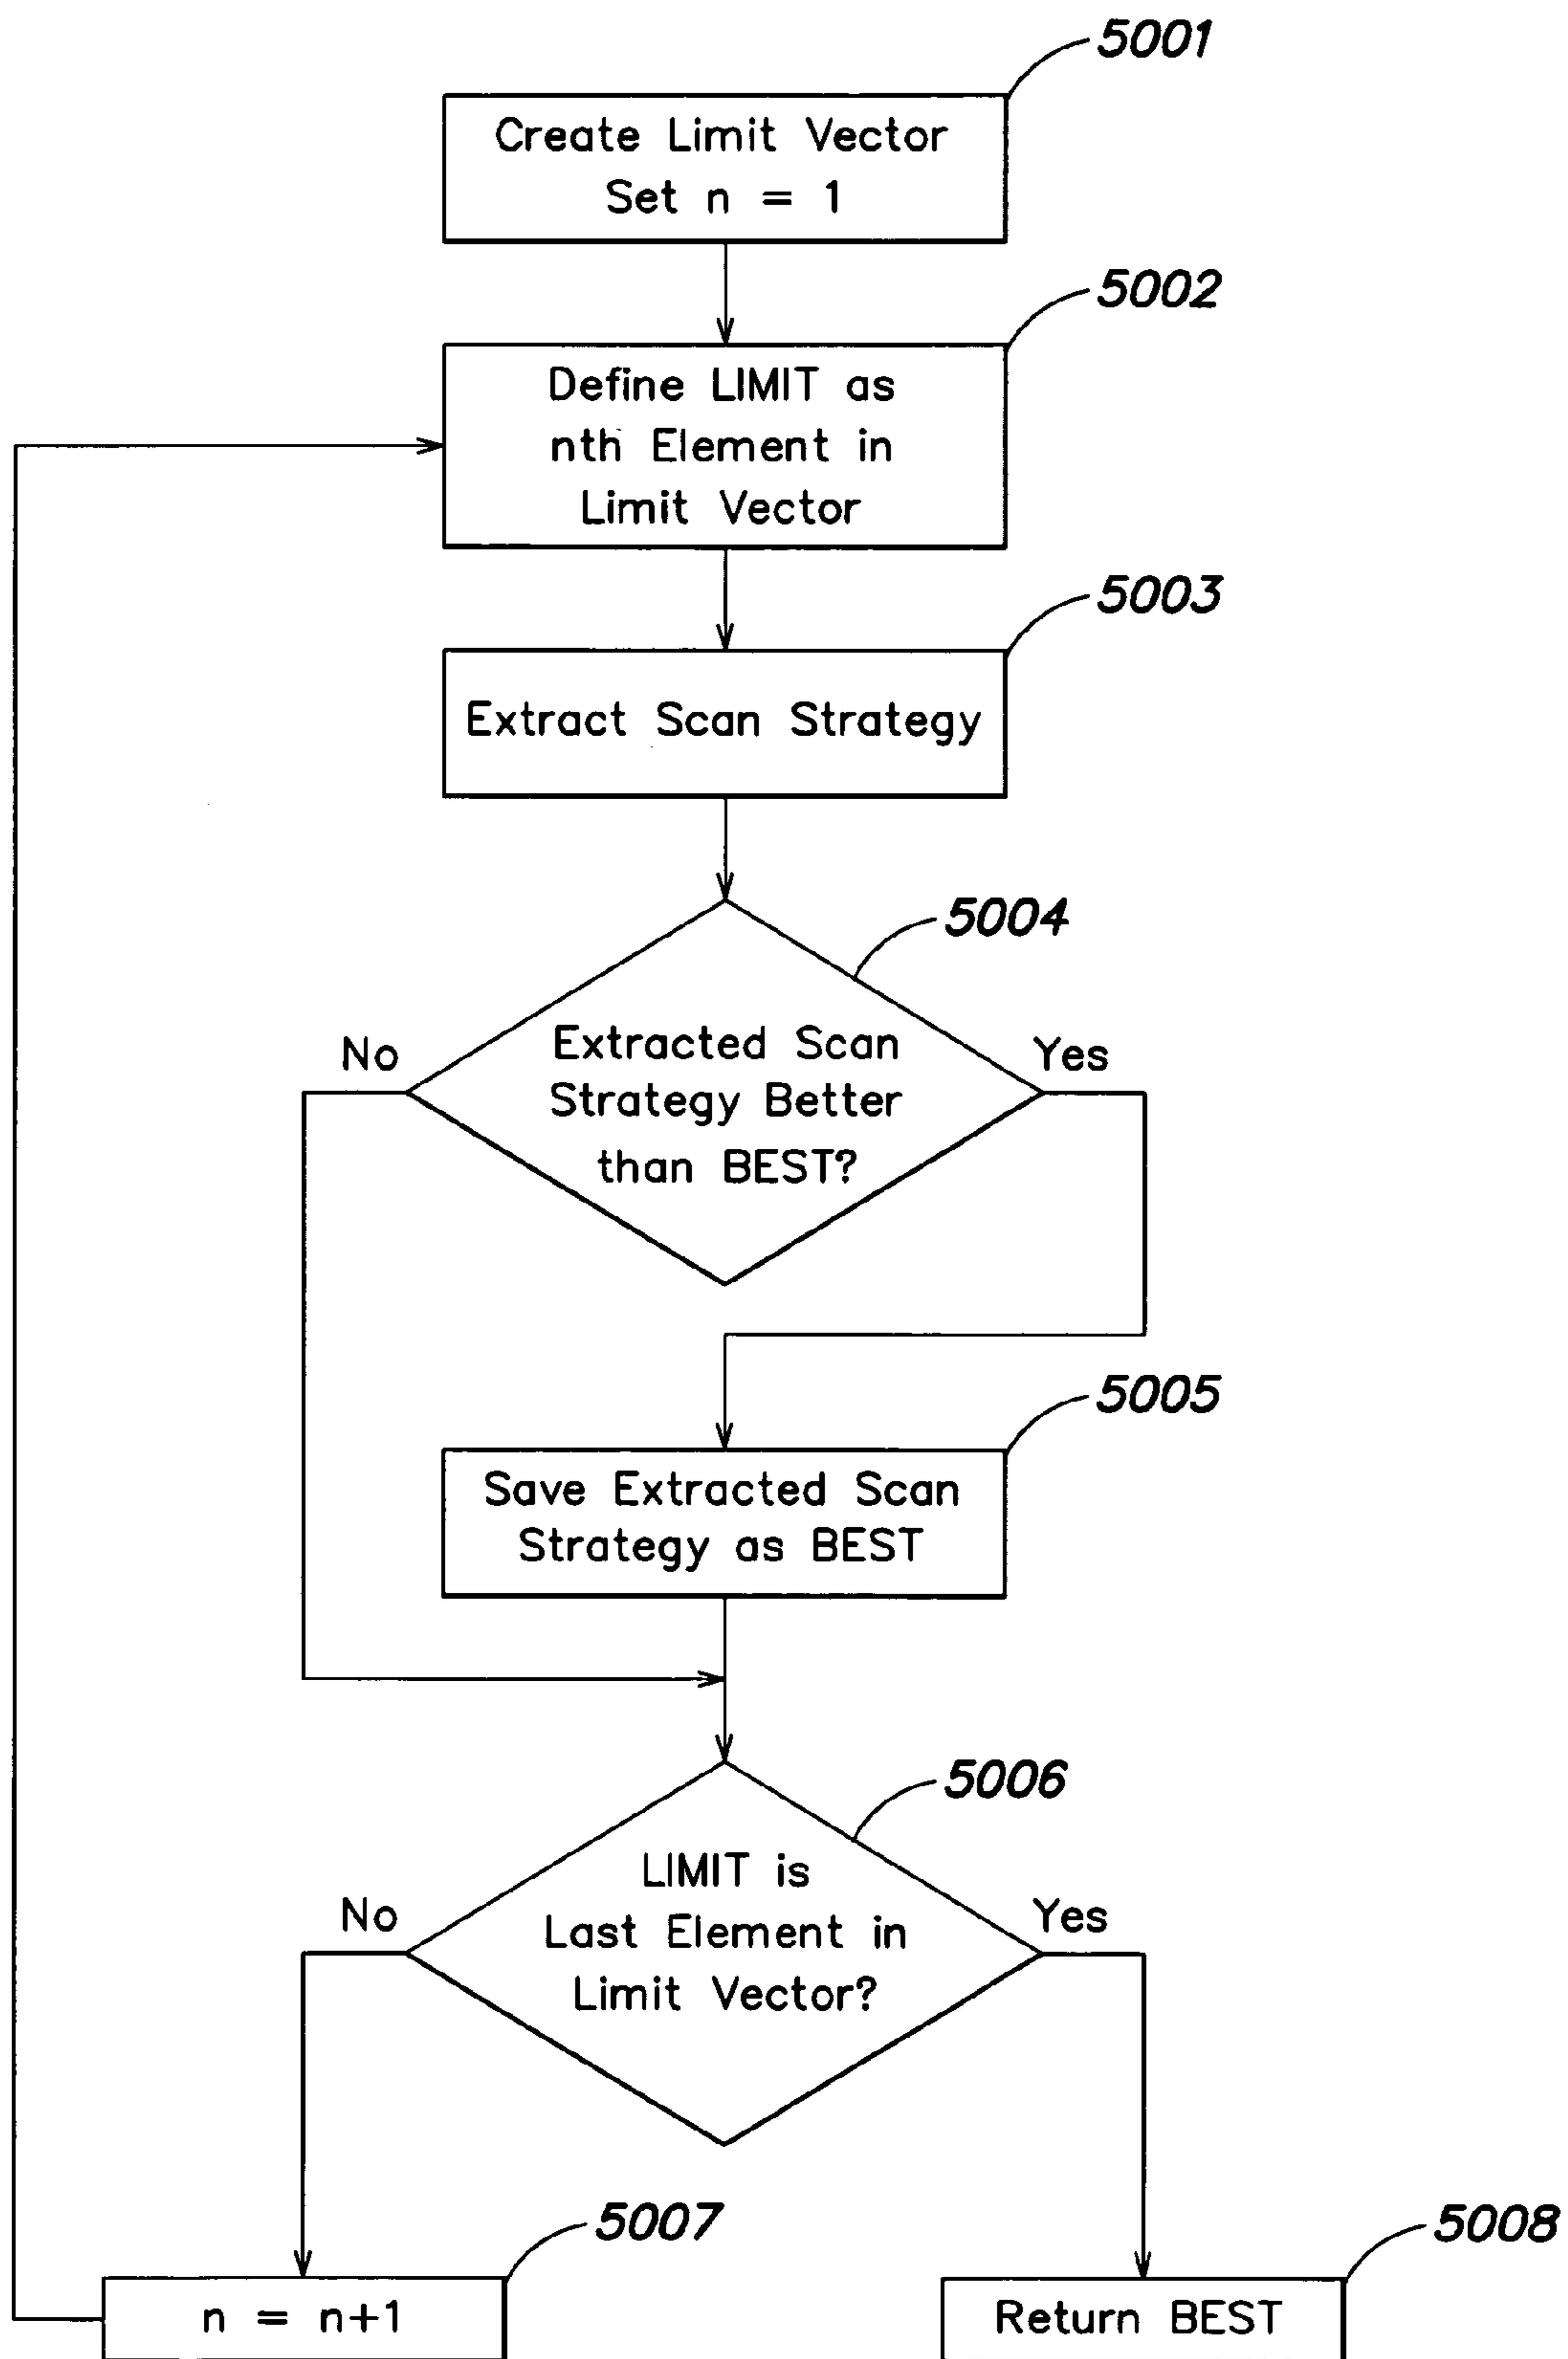 5001
Create Limit Vector
Set n = 1
5002
Define LIMIT as
nth Element in
Limit Vector
5003
Extract Scan Strategy
5004
No
Extracted Scan
Strategy Better
than BEST?
Yes
5005
Save Extracted Scan
Strategy as BEST
5006
No
LIMIT is
Last Element in
Limit Vector?
Yes
5007
n = n+1
5008
Return BEST